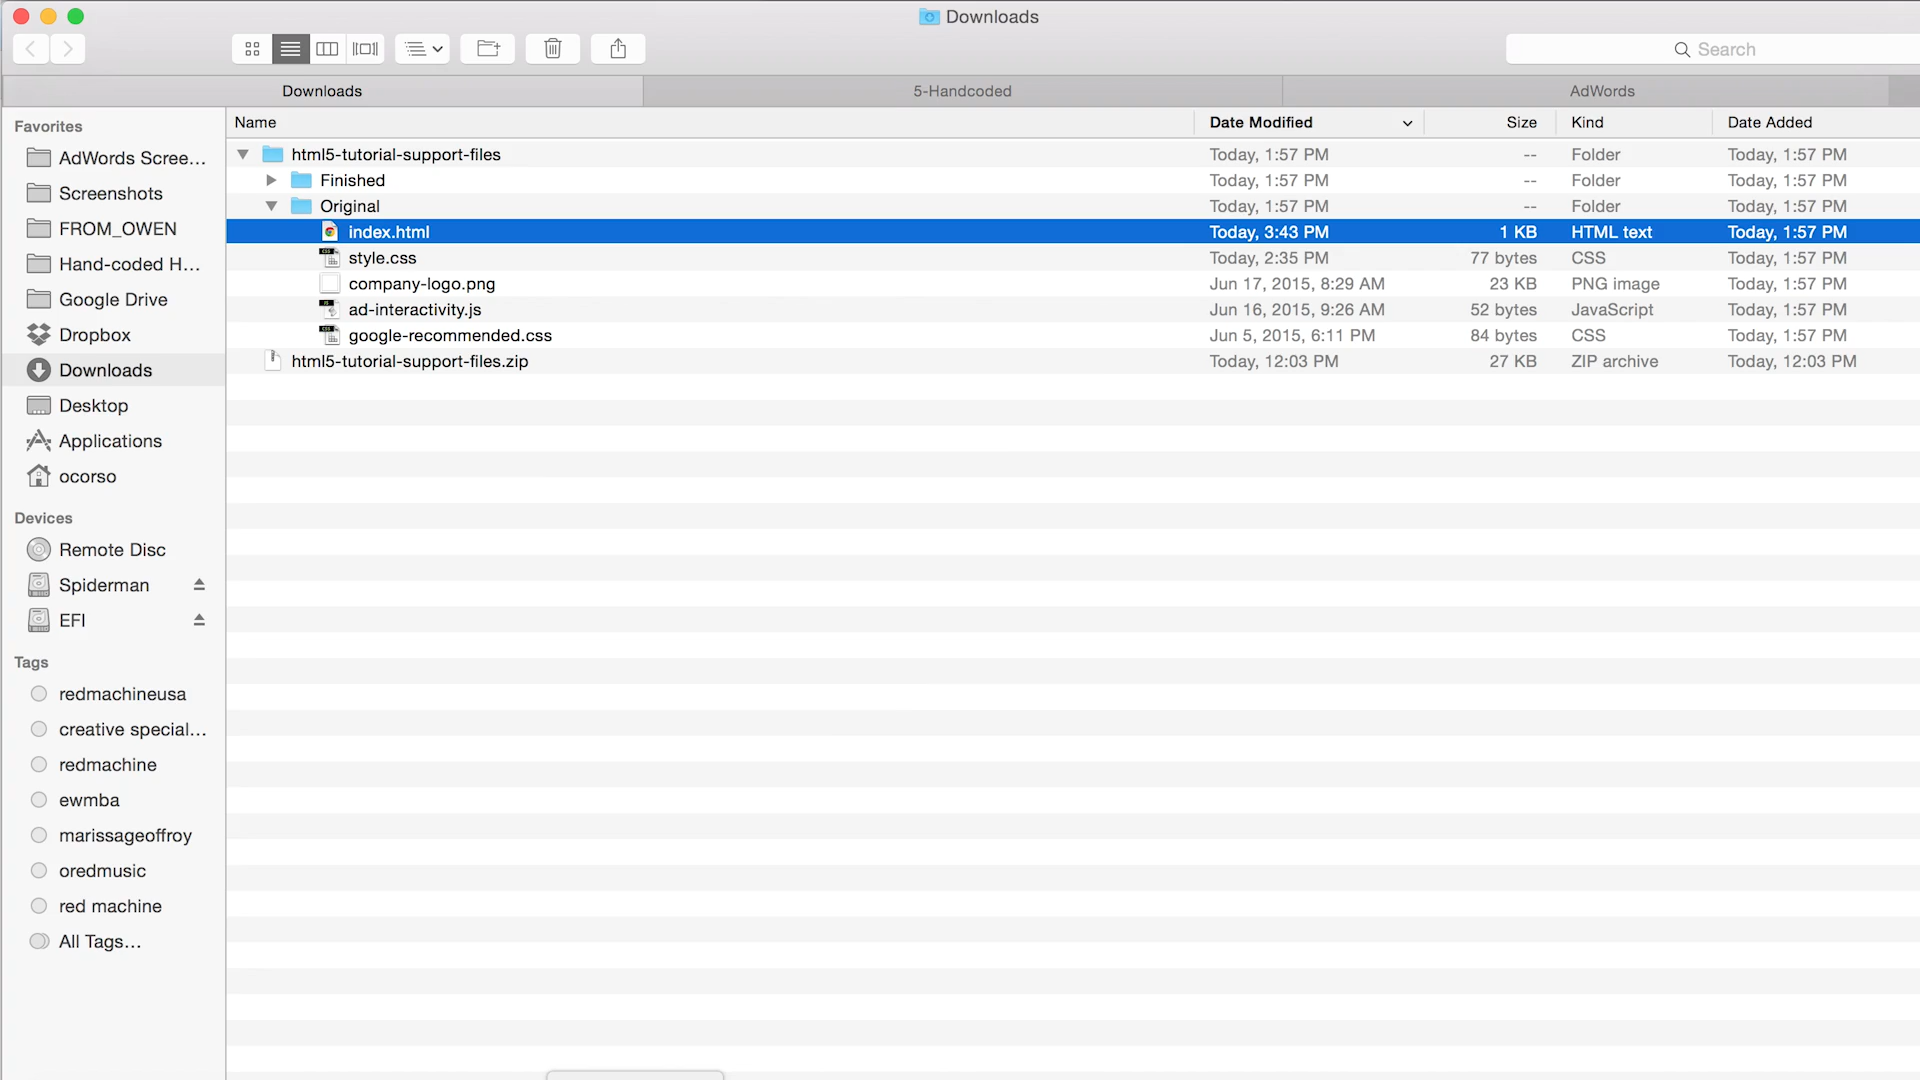 Downloads
Search
Downloads
5-Handcoded
AdWords
Favorites
AdWords Scree...
Screenshots
FROM_OWEN
Hand-coded H...
Google Drive
Dropbox
Downloads
Desktop
Applications
ocorso
Devices
Remote Disc
Spiderman
EFI
Tags
redmachineusa
creative special...
redmachine
ewmba
marissageoffroy
oredmusic
red machine
All Tags...
Name Date Modified Size Kind Date Added
html5-tutorial-support-files Today, 1:57 PM -- Folder Today, 1:57 PM
Finished Today, 1:57 PM -- Folder Today, 1:57 PM
Original Today, 1:57 PM -- Folder Today, 1:57 PM
index.html Today, 3:43 PM 1 KB HTML text Today, 1:57 PM
style.css Today, 2:35 PM 77 bytes CSS Today, 1:57 PM
company-logo.png Jun 17, 2015, 8:29 AM 23 KB PNG image Today, 1:57 PM
ad-interactivity.js Jun 16, 2015, 9:26 AM 52 bytes JavaScript Today, 1:57 PM
google-recommended.css Jun 5, 2015, 6:11 PM 84 bytes CSS Today, 1:57 PM
html5-tutorial-support-files.zip Today, 12:03 PM 27 KB ZIP archive Today, 12:03 PM